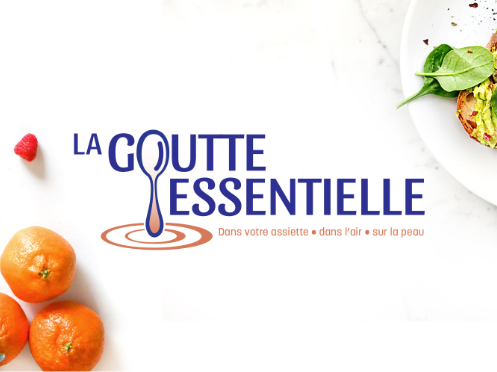 LA GOUTTE
ESSENTIELLE
Dans votre assiette • dans l'air • sur la peau